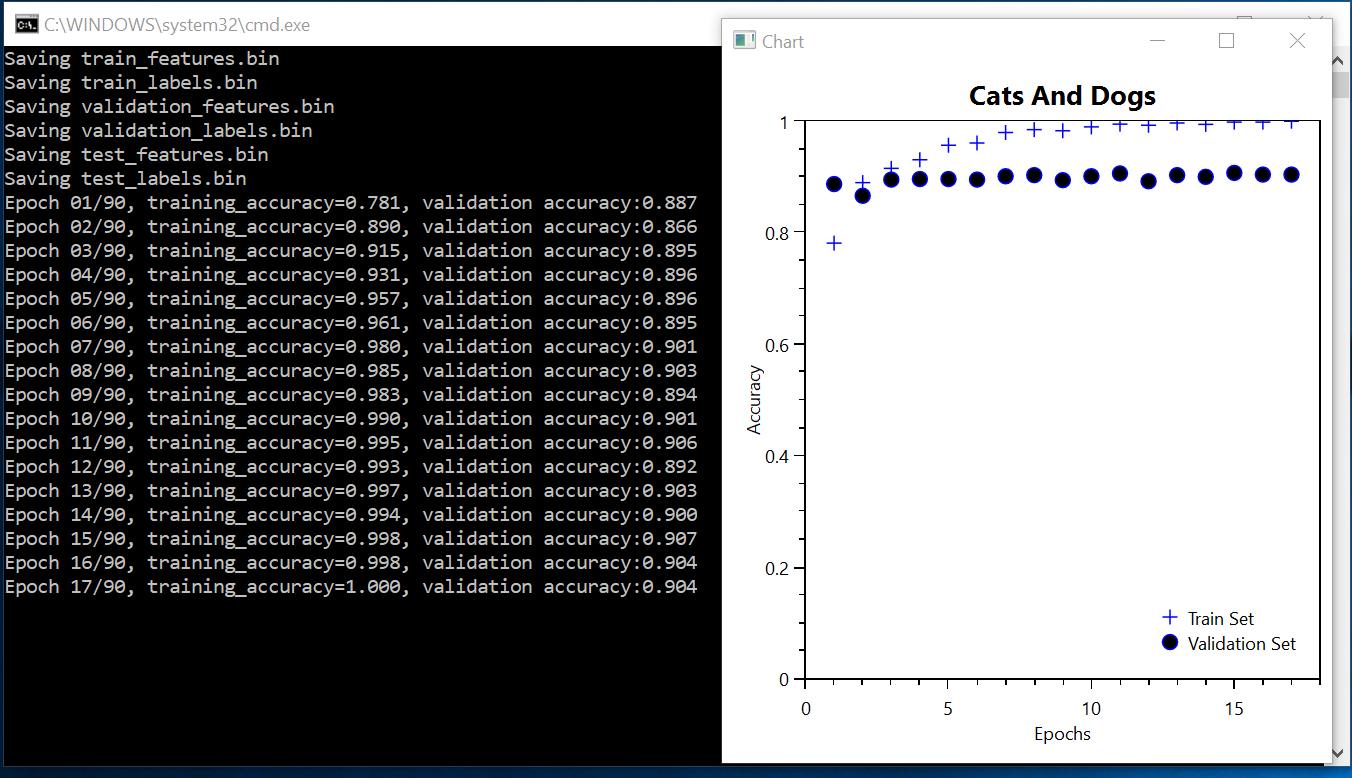 C:\WINDOWS\system32\cmd.exe
Saving train_features.bin
Saving train_labels.bin
Saving validation_features.bin
Saving validation_labels.bin
Saving test_features.bin
Saving test_labels.bin
Epoch 01/90, training_accuracy=0.781, validation accuracy:0.887
Epoch 02/90, training_accuracy=0.890, validation accuracy:0.866
Epoch 03/90, training_accuracy=0.915, validation accuracy:0.895
Epoch 04/90, training_accuracy=0.931, validation accuracy:0.896
Epoch 05/90, training_accuracy=0.957, validation accuracy:0.896
Epoch 06/90, training_accuracy=0.961, validation accuracy:0.895
Epoch 07/90, training_accuracy=0.980, validation accuracy:0.901
Epoch 08/90, training_accuracy=0.985, validation accuracy:0.903
Epoch 09/90, training_accuracy=0.983, validation accuracy:0.894
Epoch 10/90, training_accuracy=0.990, validation accuracy:0.901
Epoch 11/90, training_accuracy=0.995, validation accuracy:0.906
Epoch 12/90, training_accuracy=0.993, validation accuracy:0.892
Epoch 13/90, training_accuracy=0.997, validation accuracy:0.903
Epoch 14/90, training_accuracy=0.994, validation accuracy:0.900
Epoch 15/90, training_accuracy=0.998, validation accuracy:0.907
Epoch 16/90, training_accuracy=0.998, validation accuracy:0.904
Epoch 17/90, training_accuracy=1.000, validation accuracy:0.904
Chart
Cats And Dogs
1
0.8
0.6
0.4
0.2
0
Accuracy
Train Set
Validation Set
0 5 10 15
Epochs